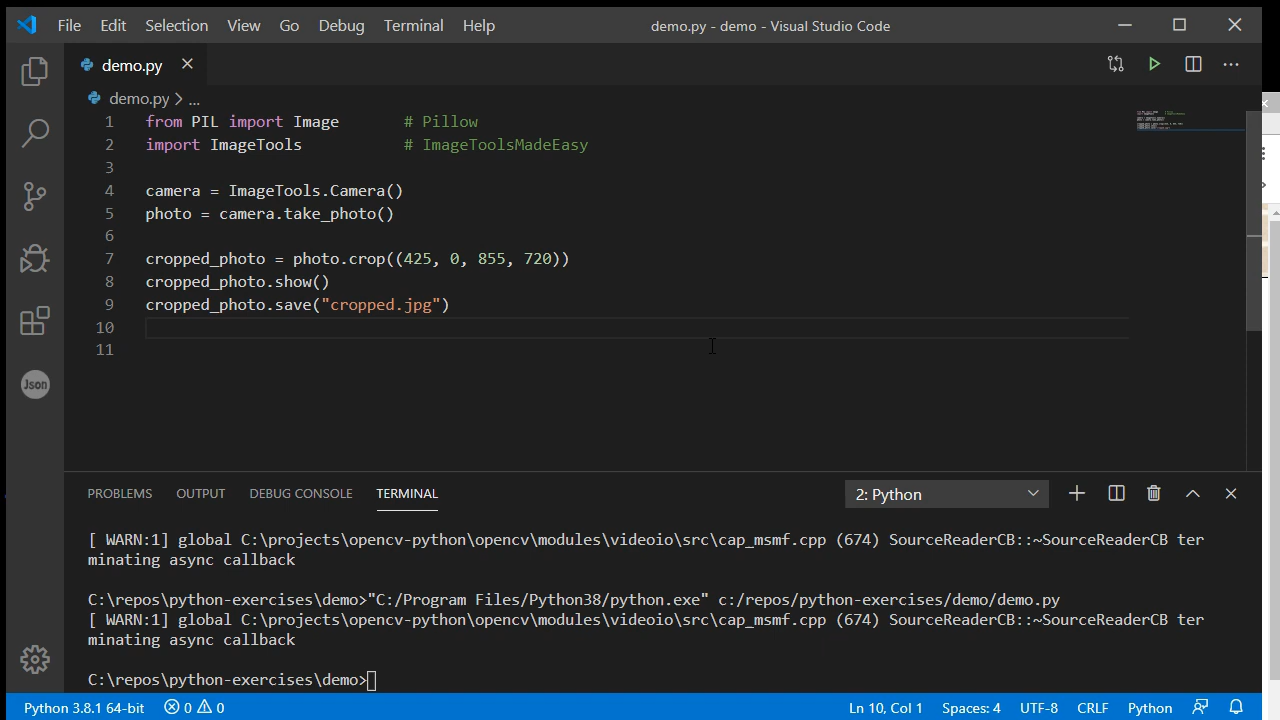 File Edit Selection View Go Debug Terminal Help demo.py - demo - Visual Studio Code
demo.py
demo.py > ...
1 from PIL import Image # Pillow
2 import ImageTools # ImageToolsMadeEasy
3
4 camera = ImageTools.Camera()
5 photo = camera.take_photo()
6
7 cropped_photo = photo.crop((425, 0, 855, 720))
8 cropped_photo.show()
9 cropped_photo.save("cropped.jpg")
10
11
Json
PROBLEMS OUTPUT DEBUG CONSOLE TERMINAL 2: Python
[ WARN:1] global C:\projects\opencv-python\opencv\modules\videoio\src\cap_msmf.cpp (674) SourceReaderCB::~SourceReaderCB ter
minating async callback
C:\repos\python-exercises\demo>"C:/Program Files/Python38/python.exe" c:/repos/python-exercises/demo/demo.py
[ WARN:1] global C:\projects\opencv-python\opencv\modules\videoio\src\cap_msmf.cpp (674) SourceReaderCB::~SourceReaderCB ter
minating async callback
C:\repos\python-exercises\demo>
Python 3.8.1 64-bit 0 0 Ln 10, Col 1 Spaces: 4 UTF-8 CRLF Python